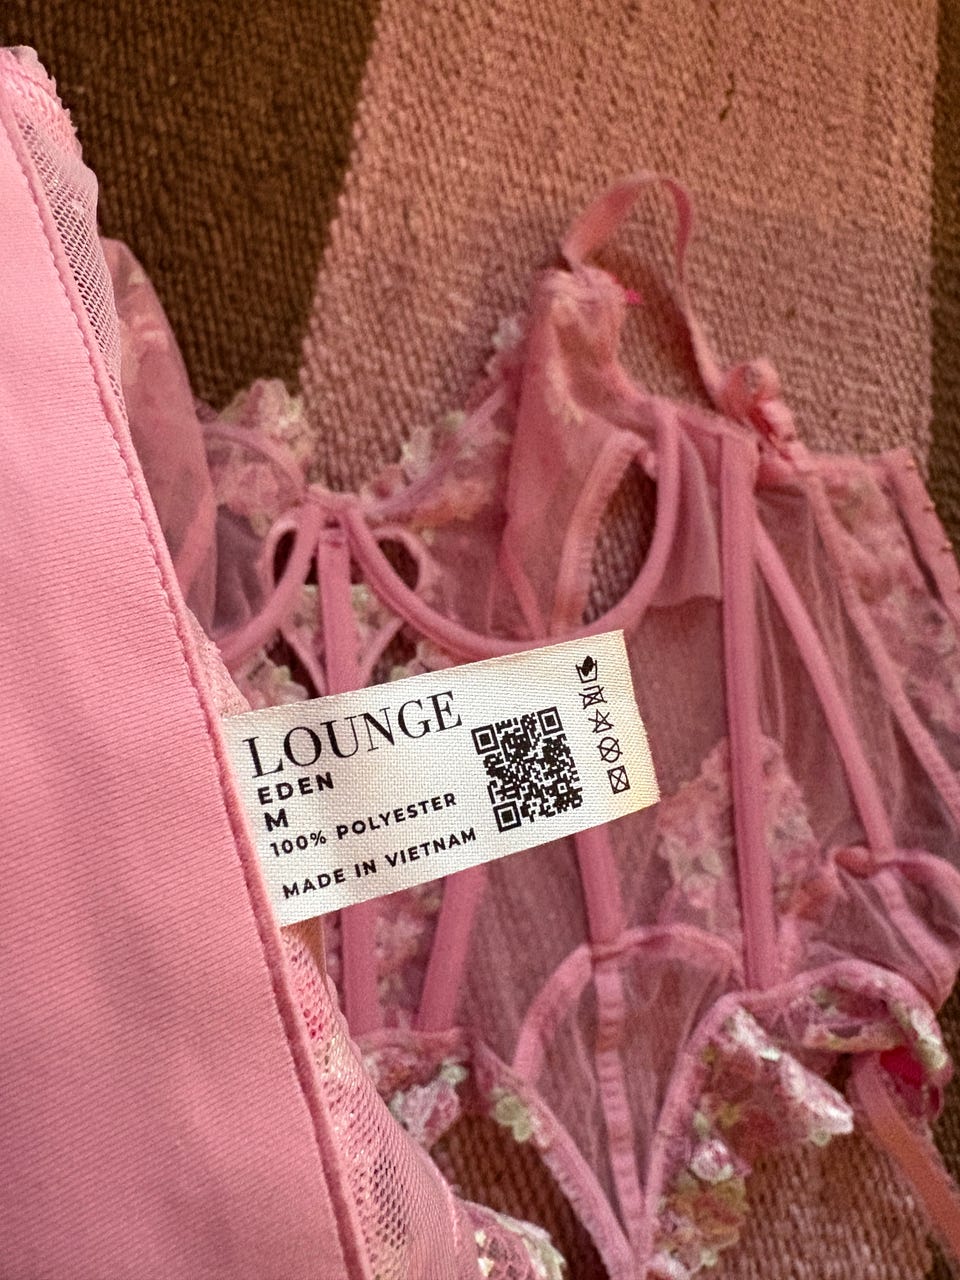 LOUNGE
EDEN
M
100% POLYESTER
MADE IN VIETNAM